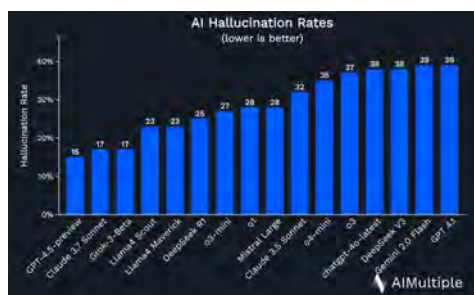 AI Hallucination Rates
(lower is better)
Hallucination Rate
40%
30%
20%
10%
0%
15
17
17
23
23
25
27
28
28
32
35
37
38
38
39
39
GPT-4.5-preview
Claude 3.7 Sonnet
Grok-3-Beta
Llama4 Scout
Llama4 Maverick
DeepSeek R1
o3-mini
o1
Mistral Large
Claude 3.5 Sonnet
o4-mini
o3
chatgpt-4o-latest
DeepSeek V3
Gemini 2.0 Flash
GPT 4.1
AIMultiple